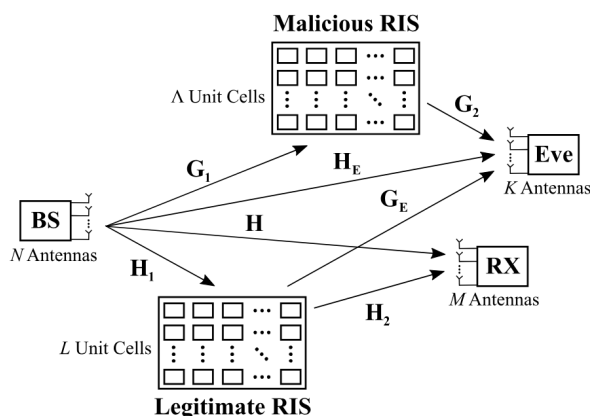 Malicious RIS
Λ Unit Cells
G₂
Eve
K Antennas
G₁
H_E
G_E
BS
N Antennas
H
H₁
RX
M Antennas
H₂
L Unit Cells
Legitimate RIS